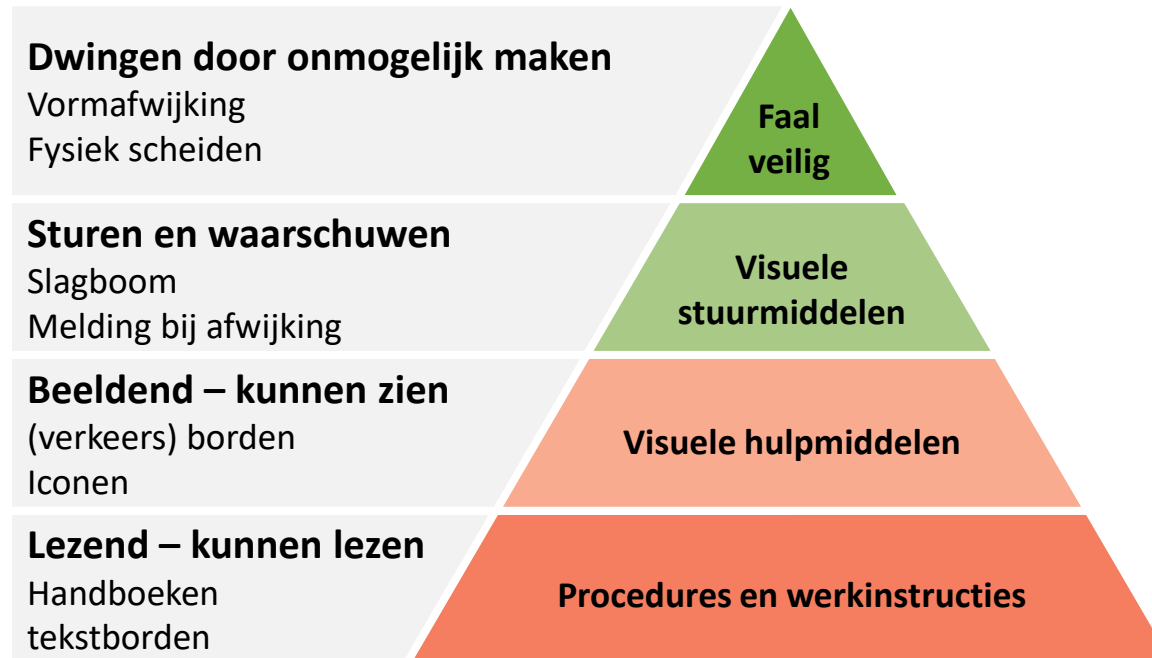 Dwingen door onmogelijk maken
Vormafwijking
Fysiek scheiden
Faal
veilig
Sturen en waarschuwen
Slagboom
Melding bij afwijking
Visuele
stuurmiddelen
Beeldend – kunnen zien
(verkeers) borden
Iconen
Visuele hulpmiddelen
Lezend – kunnen lezen
Handboeken
tekstborden
Procedures en werkinstructies